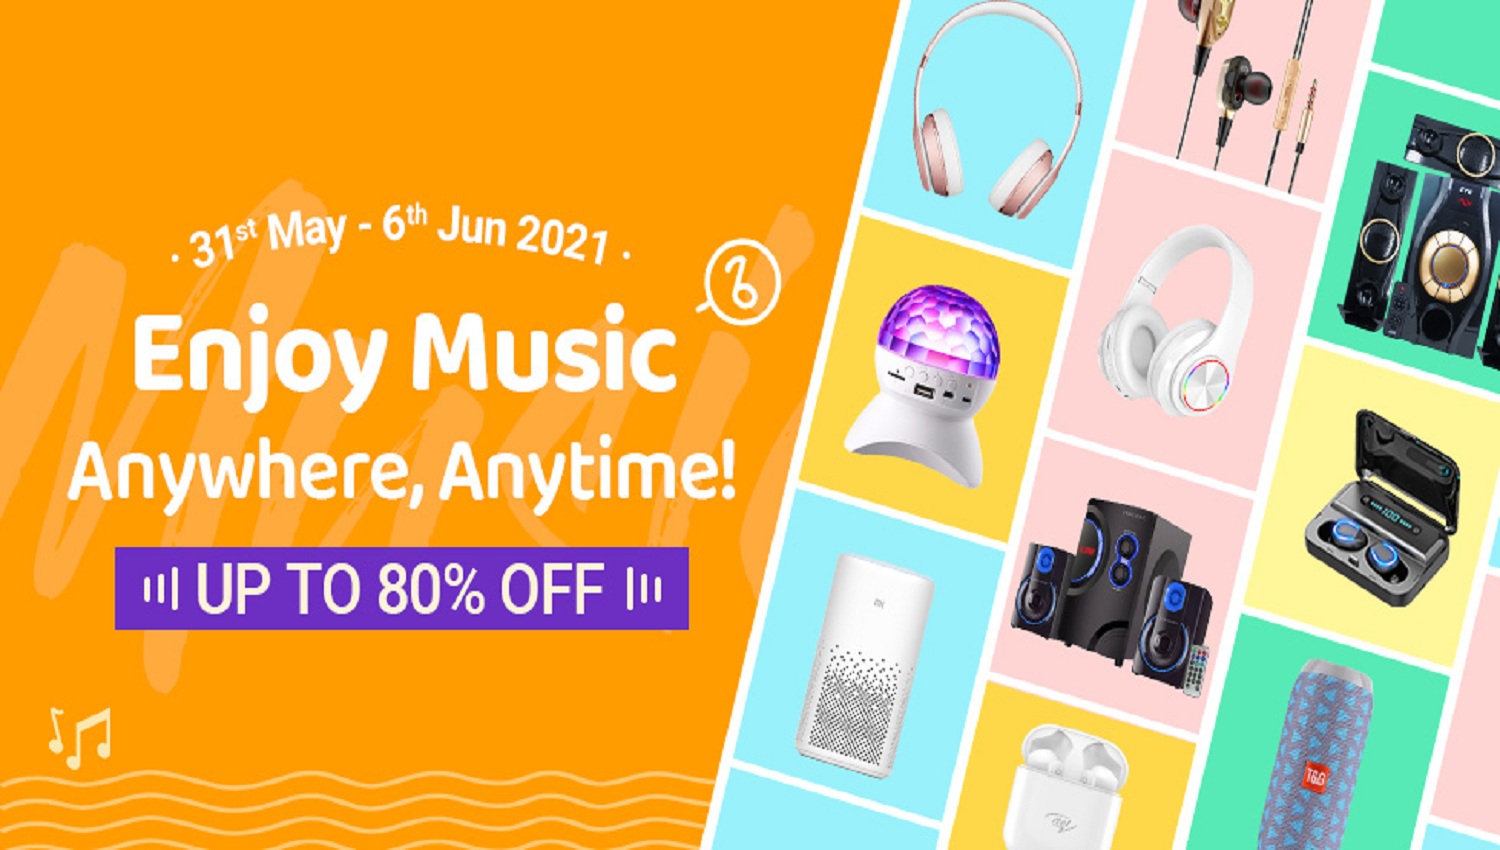 · 31st May - 6th Jun 2021 ·
Enjoy Music
Anywhere, Anytime!
UP TO 80% OFF
T&G